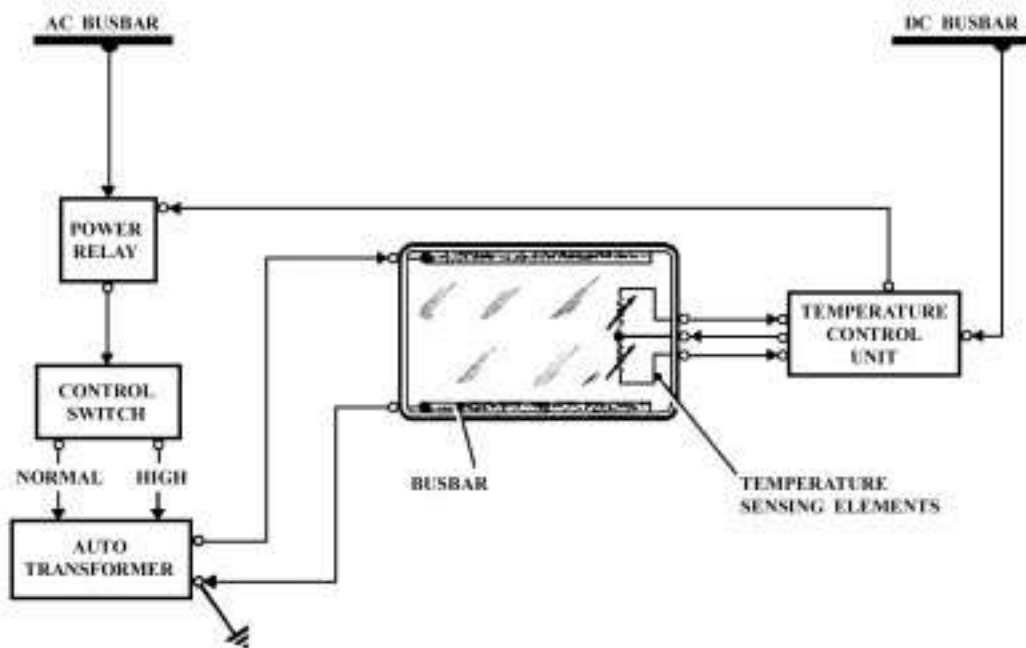 AC BUSBAR
DC BUSBAR
POWER
RELAY
TEMPERATURE
CONTROL
UNIT
CONTROL
SWITCH
NORMAL HIGH
BUSBAR
TEMPERATURE
SENSING ELEMENTS
AUTO
TRANSFORMER